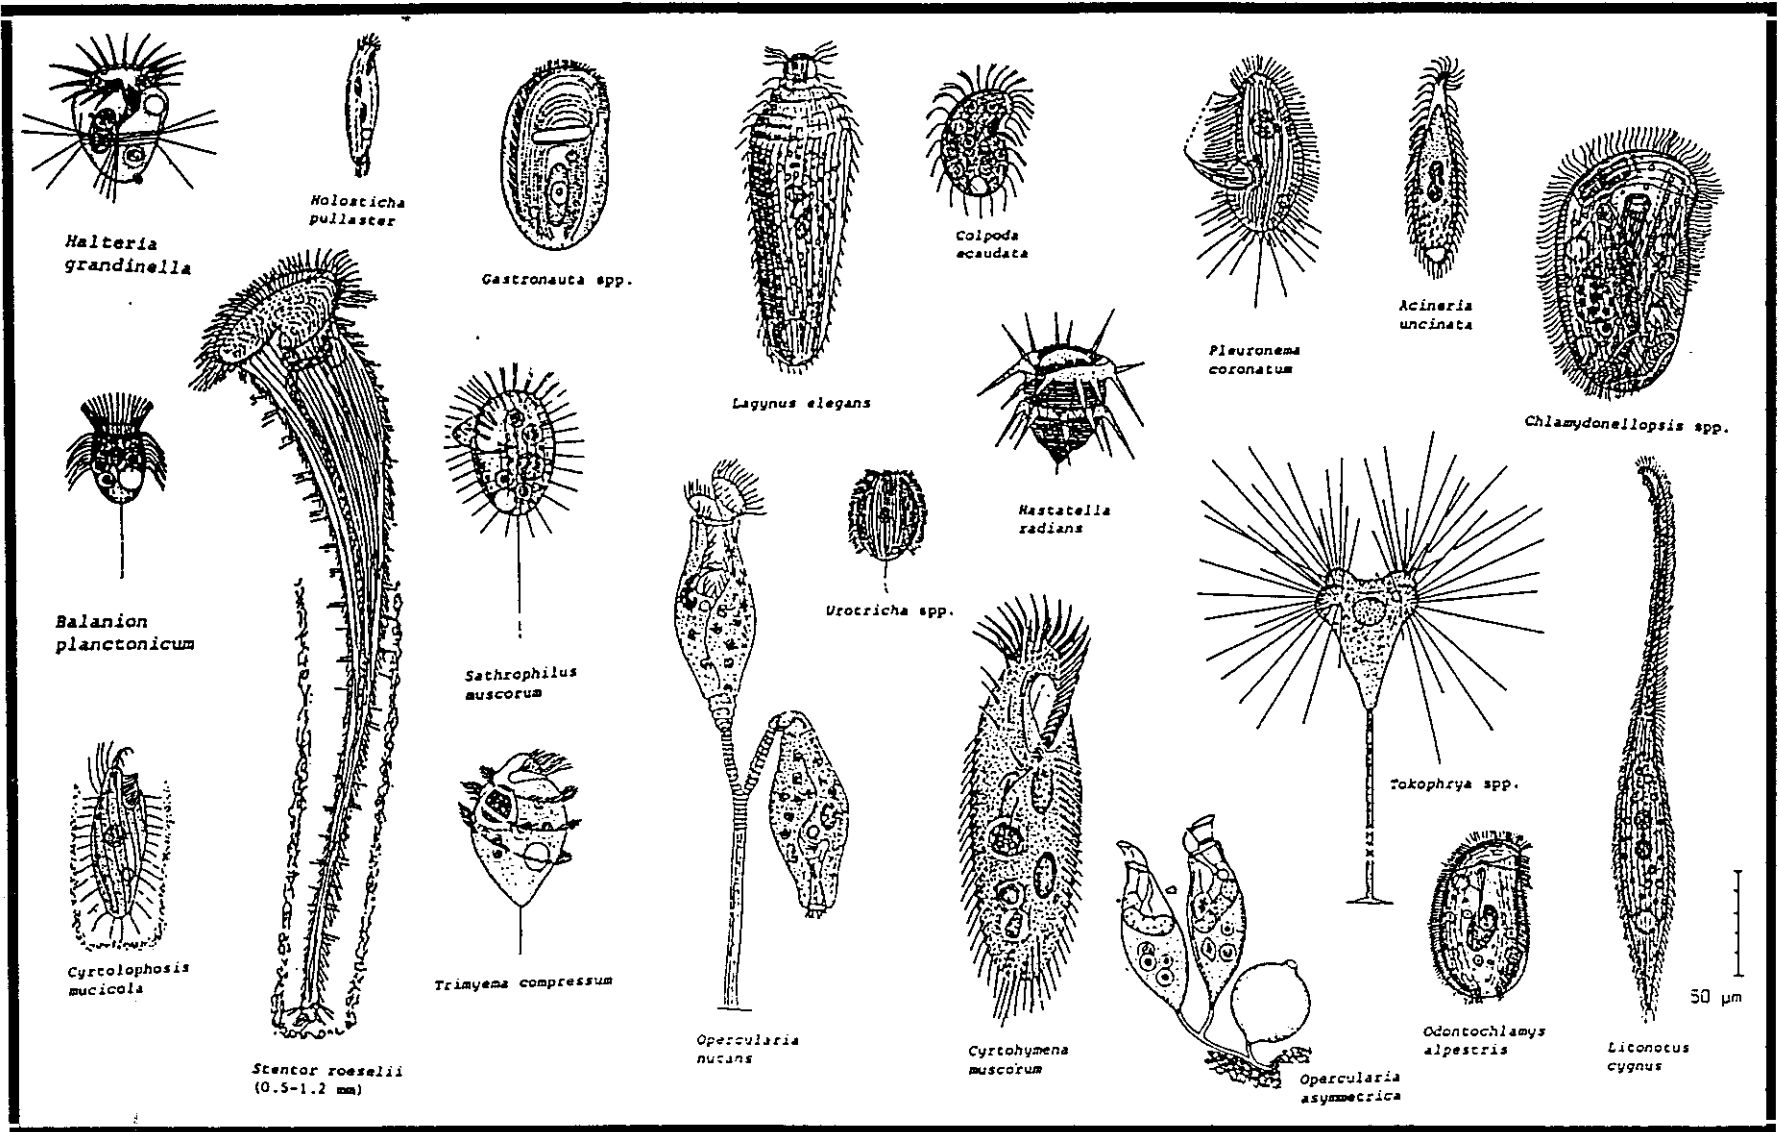 Halteria
grandinella
Holosticha
pullaster
Gastronauta spp.
Lagynus elegans
Colpoda
ecaudata
Pleuronema
coronatum
Acineria
uncinata
Chlamydonellopsis spp.
Balanion
planctonicum
Sathrophilus
muscorum
Urotricha spp.
Hastatella
radians
Tokophrya spp.
Cyrtolophosis
mucicola
Stentor roeselii
(0.5-1.2 mm)
Trimyema compressum
Opercularia
nutans
Cyrtohymena
muscorum
Opercularia
asymmetrica
Odontochlamys
alpestris
Litonotus
cygnus
50 µm